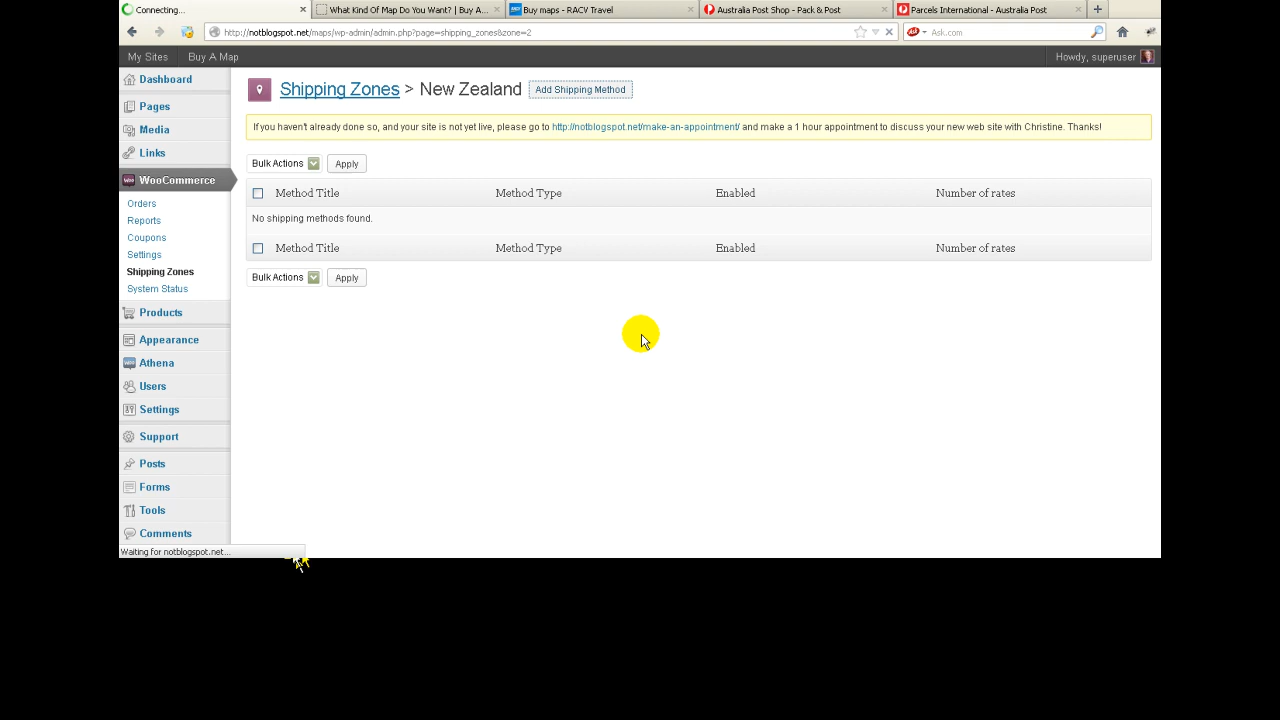 Connecting...
What Kind Of Map Do You Want? | Buy A...
Buy maps - RACV Travel
Australia Post Shop - Pack & Post
Parcels International - Australia Post
http://notblogspot.net/maps/wp-admin/admin.php?page=shipping_zones&zone=2
Ask.com
My Sites
Buy A Map
Howdy, superuser
Dashboard
Pages
Media
Links
WooCommerce
Orders
Reports
Coupons
Settings
Shipping Zones
System Status
Products
Appearance
Athena
Users
Settings
Support
Posts
Forms
Tools
Comments
Shipping Zones > New Zealand
Add Shipping Method
If you haven't already done so, and your site is not yet live, please go to http://notblogspot.net/make-an-appointment/ and make a 1 hour appointment to discuss your new web site with Christine. Thanks!
Bulk Actions Apply
Method Title Method Type Enabled Number of rates
No shipping methods found.
Method Title Method Type Enabled Number of rates
Bulk Actions Apply
Waiting for notblogspot.net...